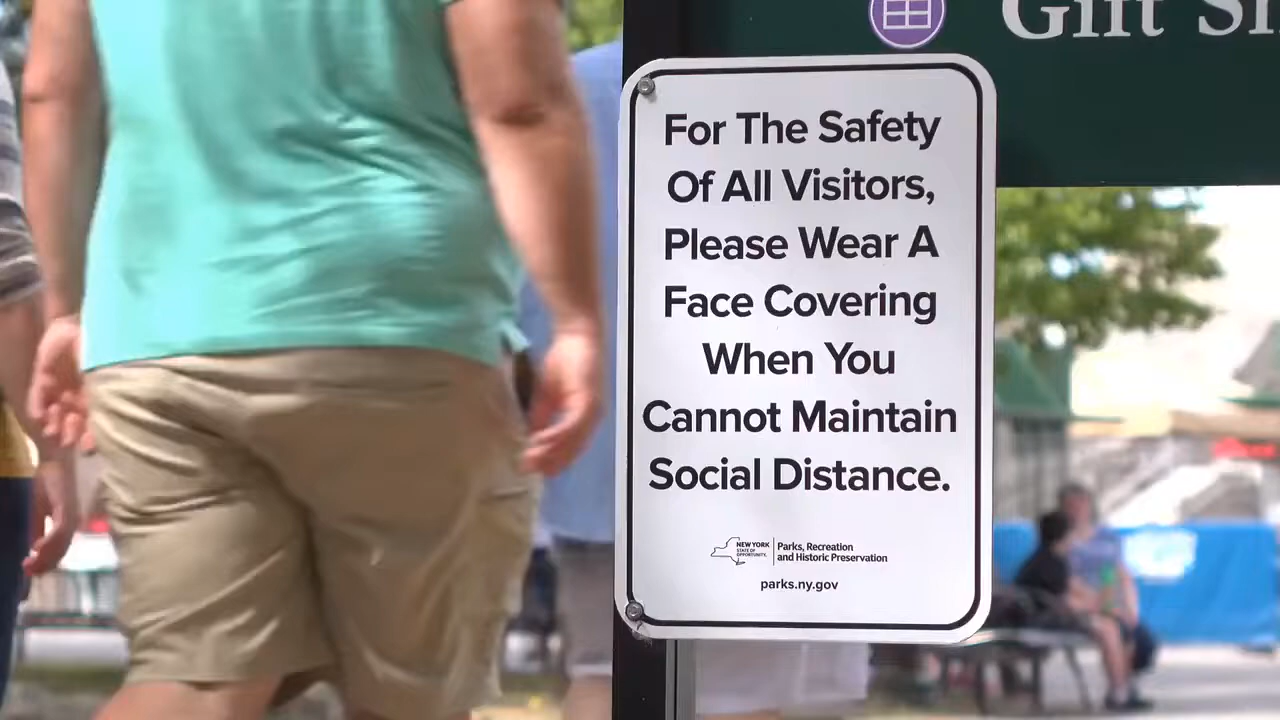 Gift
For The Safety
Of All Visitors,
Please Wear A
Face Covering
When You
Cannot Maintain
Social Distance.
NEW YORK
STATE OF
OPPORTUNITY.
Parks, Recreation
and Historic Preservation
parks.ny.gov